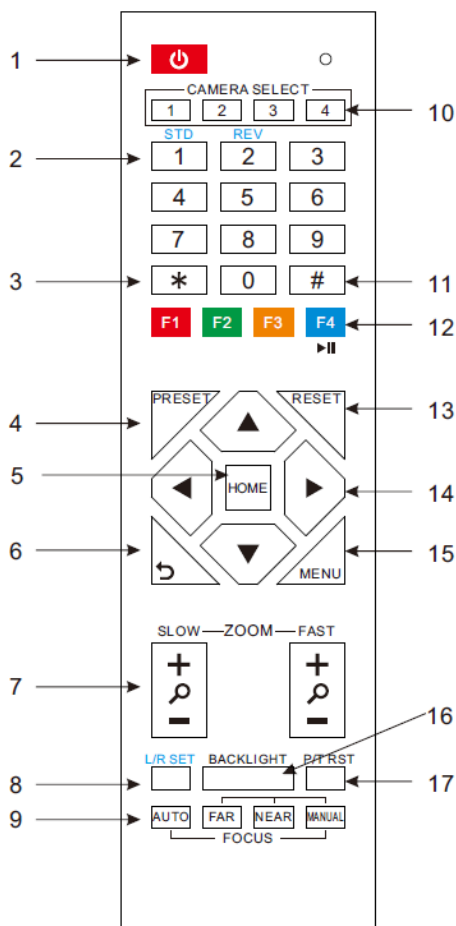 1
CAMERA SELECT
1 2 3 4
10
STD REV
2
1 2 3
4 5 6
7 8 9
3
* 0 #
11
F1 F2 F3 F4
12
PRESET RESET
4
13
5
HOME
14
6
MENU
15
SLOW ZOOM FAST
+ +
7
- -
16
L/R SET BACKLIGHT P/T RST
8
17
9
AUTO FAR NEAR MANUAL
FOCUS